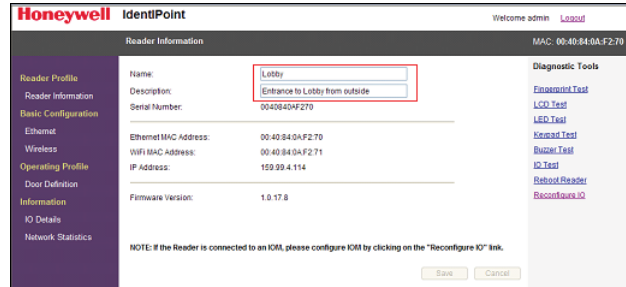 Honeywell IdentIPoint
Welcome admin Logout
Reader Information
MAC: 00:40:84:0A:F2:70
Reader Profile
Reader Information
Basic Configuration
Ethernet
Wireless
Operating Profile
Door Definition
Information
IO Details
Network Statistics
Name: Lobby
Description: Entrance to Lobby from outside
Serial Number: 0040840AF270
Ethernet MAC Address: 00:40:84:0A:F2:70
WiFi MAC Address: 00:40:84:0A:F2:71
IP Address: 159.99.4.114
Firmware Version: 1.0.17.8
NOTE: If the Reader is connected to an IOM, please configure IOM by clicking on the "Reconfigure IO" link.
Save Cancel
Diagnostic Tools
Fingerprint Test
LCD Test
LED Test
Keypad Test
Buzzer Test
IO Test
Reboot Reader
Reconfigure IO